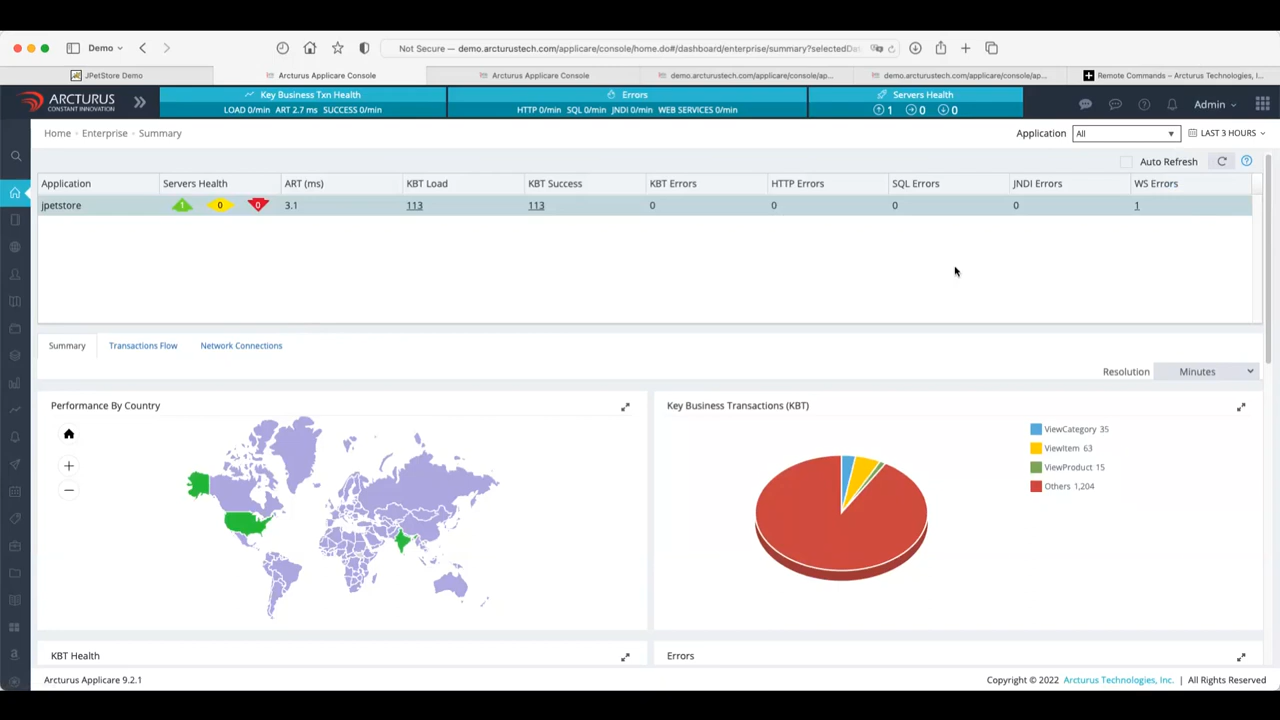 Demo
Not Secure — demo.arcturustech.com/applicare/console/home.do#/dashboard/enterprise/summary?selectedDa
JPetStore Demo
Arcturus Applicare Console
Arcturus Applicare Console
demo.arcturustech.com/applicare/console/ap...
demo.arcturustech.com/applicare/console/ap...
Remote Commands — Arcturus Technologies, I...
ARCTURUS
CONSTANT INNOVATION
Key Business Txn Health
LOAD 0/min ART 2.7 ms SUCCESS 0/min
Errors
HTTP 0/min SQL 0/min JNDI 0/min WEB SERVICES 0/min
Servers Health
1 0 0
Admin
Home Enterprise Summary
Application All LAST 3 HOURS
Auto Refresh
Application Servers Health ART (ms) KBT Load KBT Success KBT Errors HTTP Errors SQL Errors JNDI Errors WS Errors
jpetstore 1 0 0 3.1 113 113 0 0 0 0 1
Summary Transactions Flow Network Connections
Resolution Minutes
Performance By Country
Key Business Transactions (KBT)
ViewCategory 35
ViewItem 63
ViewProduct 15
Others 1,204
KBT Health
Errors
Arcturus Applicare 9.2.1
Copyright © 2022 Arcturus Technologies, Inc. | All Rights Reserved